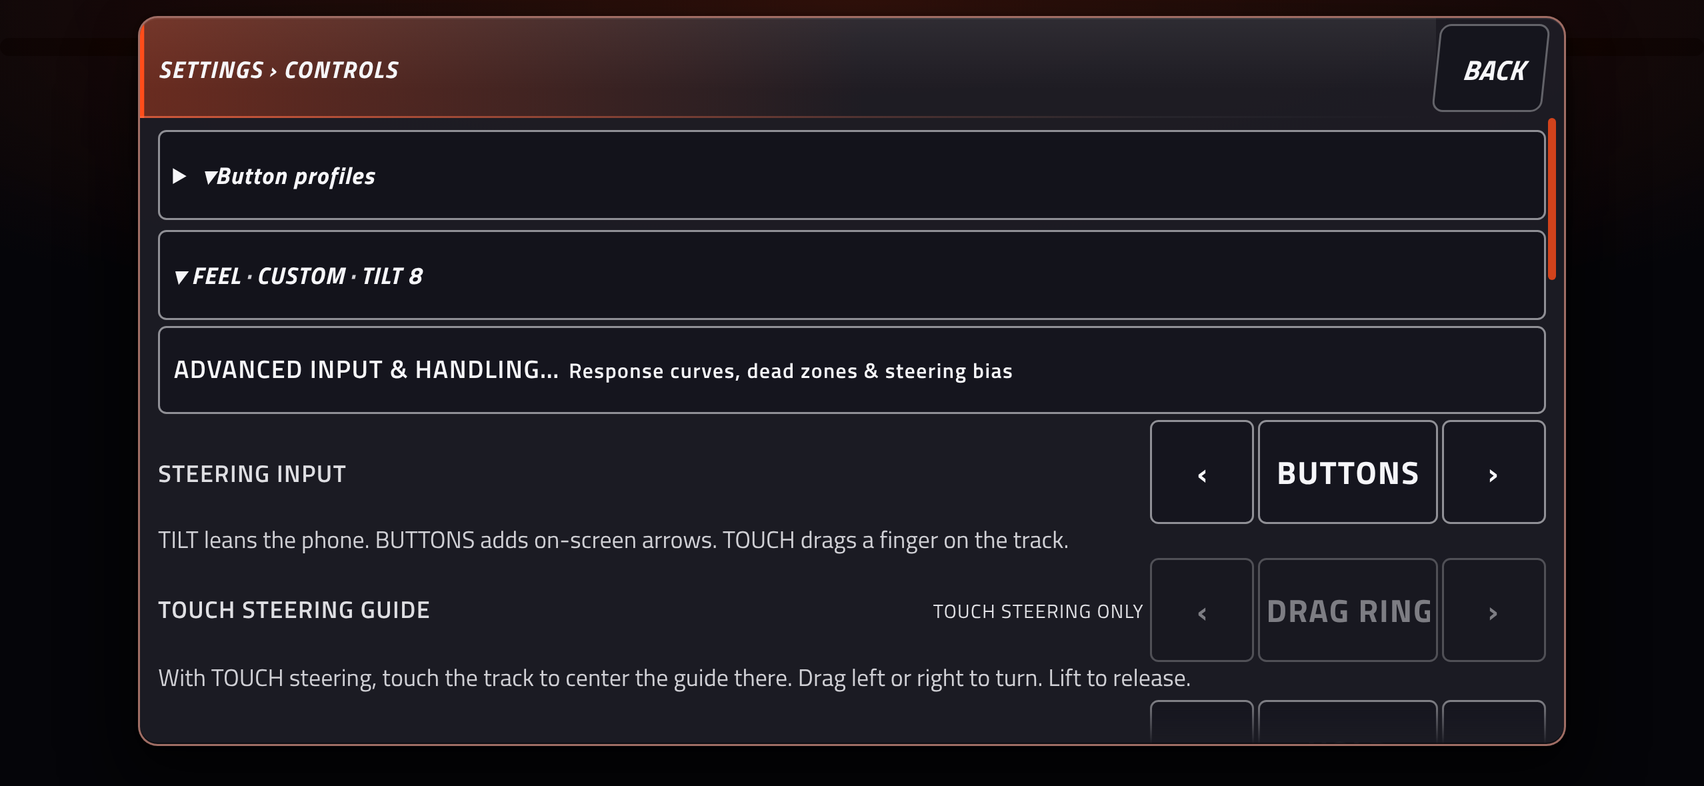 SETTINGS › CONTROLS
BACK
▶ ▼Button profiles
▼ FEEL · CUSTOM · TILT 8
ADVANCED INPUT & HANDLING... Response curves, dead zones & steering bias
STEERING INPUT ‹ BUTTONS ›
TILT leans the phone. BUTTONS adds on-screen arrows. TOUCH drags a finger on the track.
TOUCH STEERING GUIDE TOUCH STEERING ONLY ‹ DRAG RING ›
With TOUCH steering, touch the track to center the guide there. Drag left or right to turn. Lift to release.